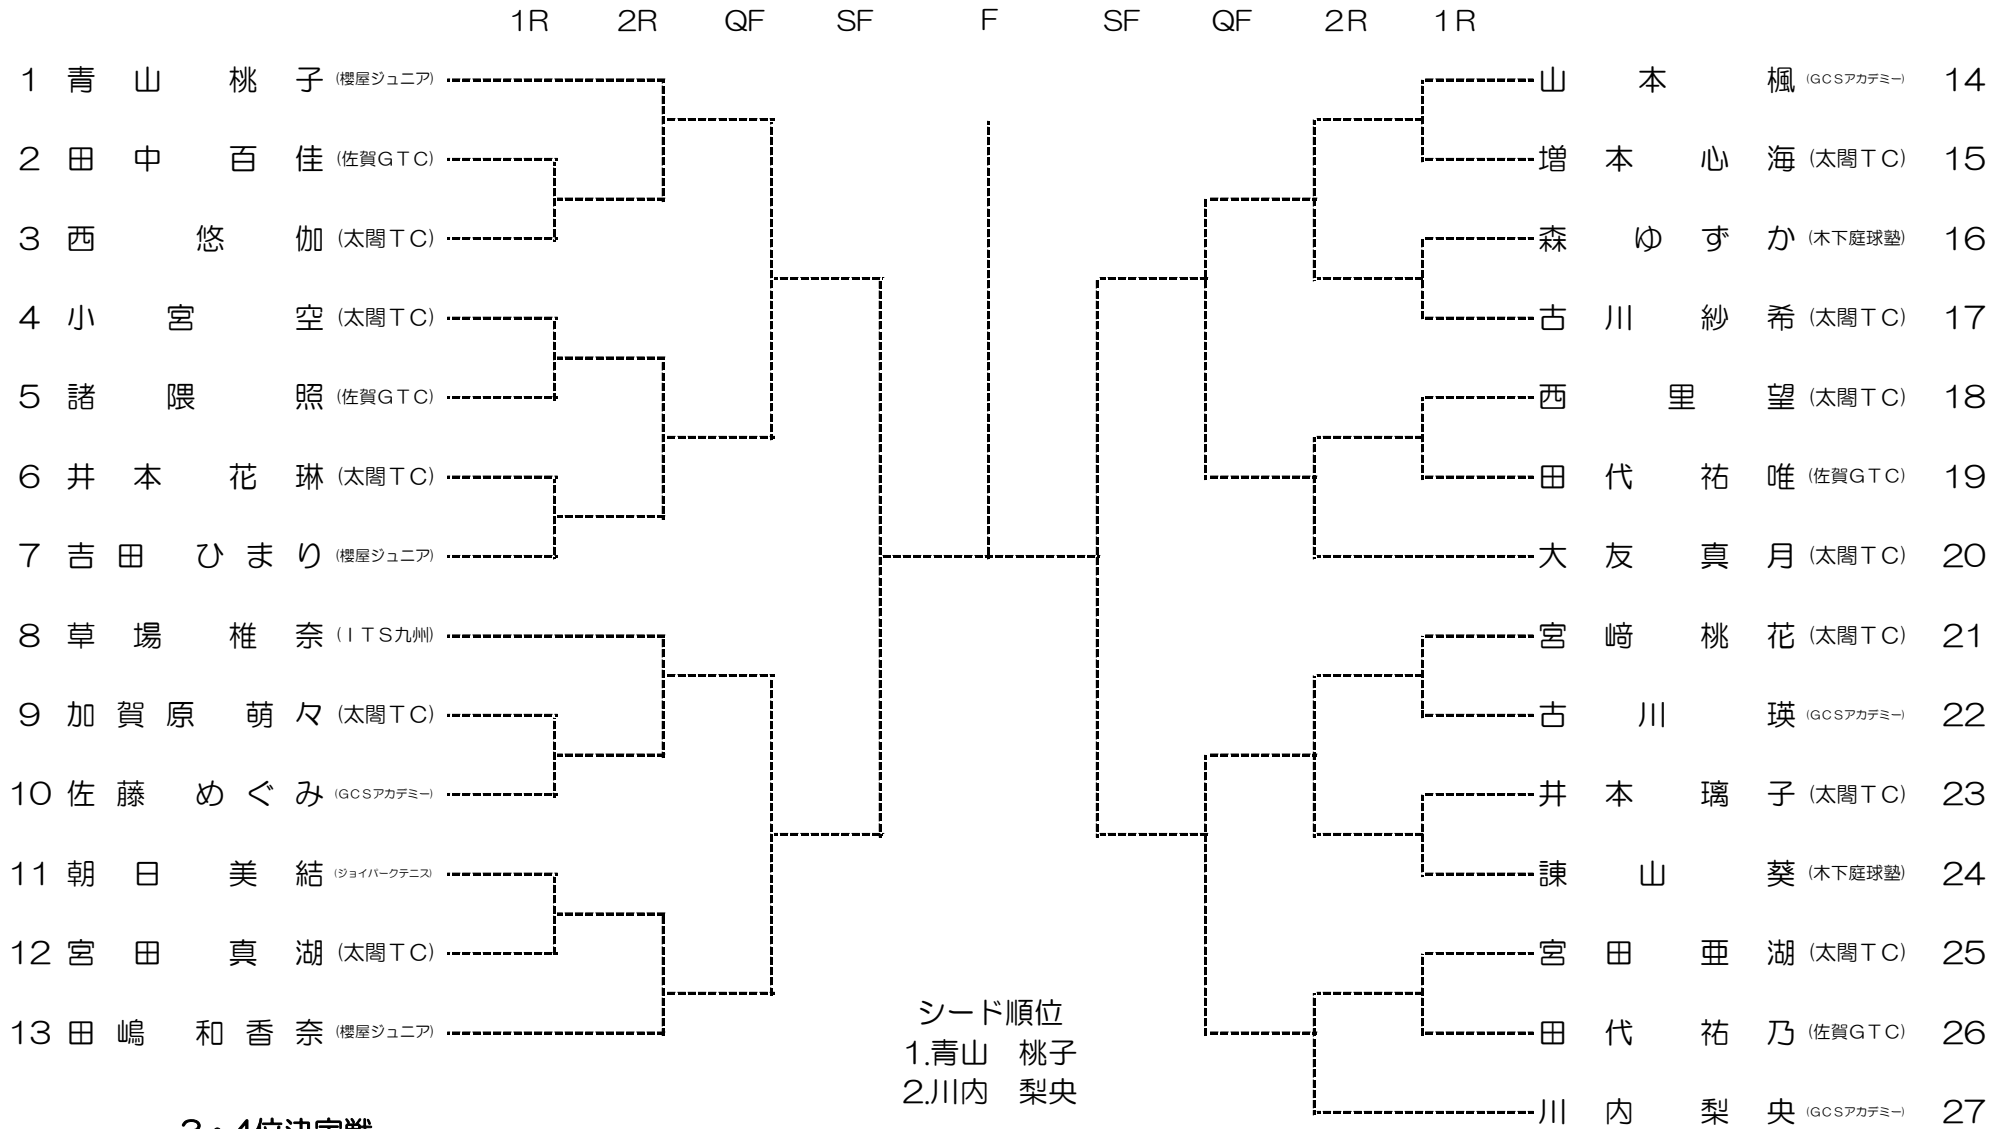 1R 2R QF SF F SF QF 2R 1R
1 青山 桃子 (櫻屋ジュニア)
2 田中 百佳 (佐賀GTC)
3 西 悠伽 (太閤TC)
4 小宮 空 (太閤TC)
5 諸隈 照 (佐賀GTC)
6 井本 花琳 (太閤TC)
7 吉田 ひまり (櫻屋ジュニア)
8 草場 椎奈 (ITS九州)
9 加賀原 萌々 (太閤TC)
10 佐藤 めぐみ (GCSアカデミー)
11 朝日 美結 (ジョイパークテニス)
12 宮田 真湖 (太閤TC)
13 田嶋 和香奈 (櫻屋ジュニア)
山本 楓 (GCSアカデミー) 14
増本 心海 (太閤TC) 15
森 ゆずか (木下庭球塾) 16
古川 紗希 (太閤TC) 17
西 里望 (太閤TC) 18
田代 祐唯 (佐賀GTC) 19
大友 真月 (太閤TC) 20
宮﨑 桃花 (太閤TC) 21
古川 瑛 (GCSアカデミー) 22
井本 璃子 (太閤TC) 23
諌山 葵 (木下庭球塾) 24
宮田 亜湖 (太閤TC) 25
田代 祐乃 (佐賀GTC) 26
川内 梨央 (GCSアカデミー) 27
シード順位
1.青山 桃子
2.川内 梨央
3・4位決定戦